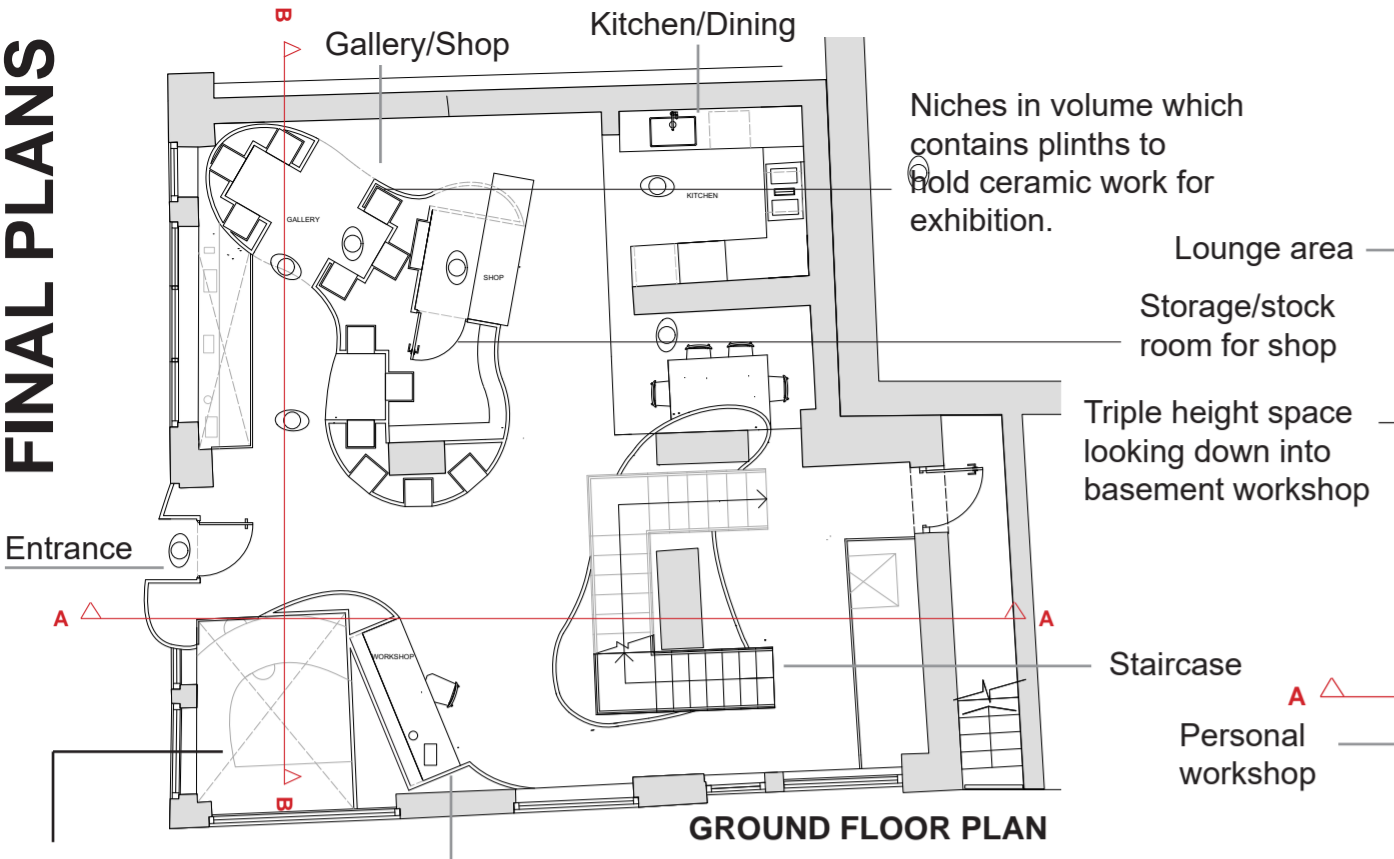 FINAL PLANS
B
Gallery/Shop
Kitchen/Dining
Niches in volume which
contains plinths to
hold ceramic work for
exhibition.
GALLERY
KITCHEN
SHOP
Lounge area
Storage/stock
room for shop
Triple height space
looking down into
basement workshop
Entrance
A
A
WORKSHOP
Staircase
A
Personal
workshop
B
GROUND FLOOR PLAN